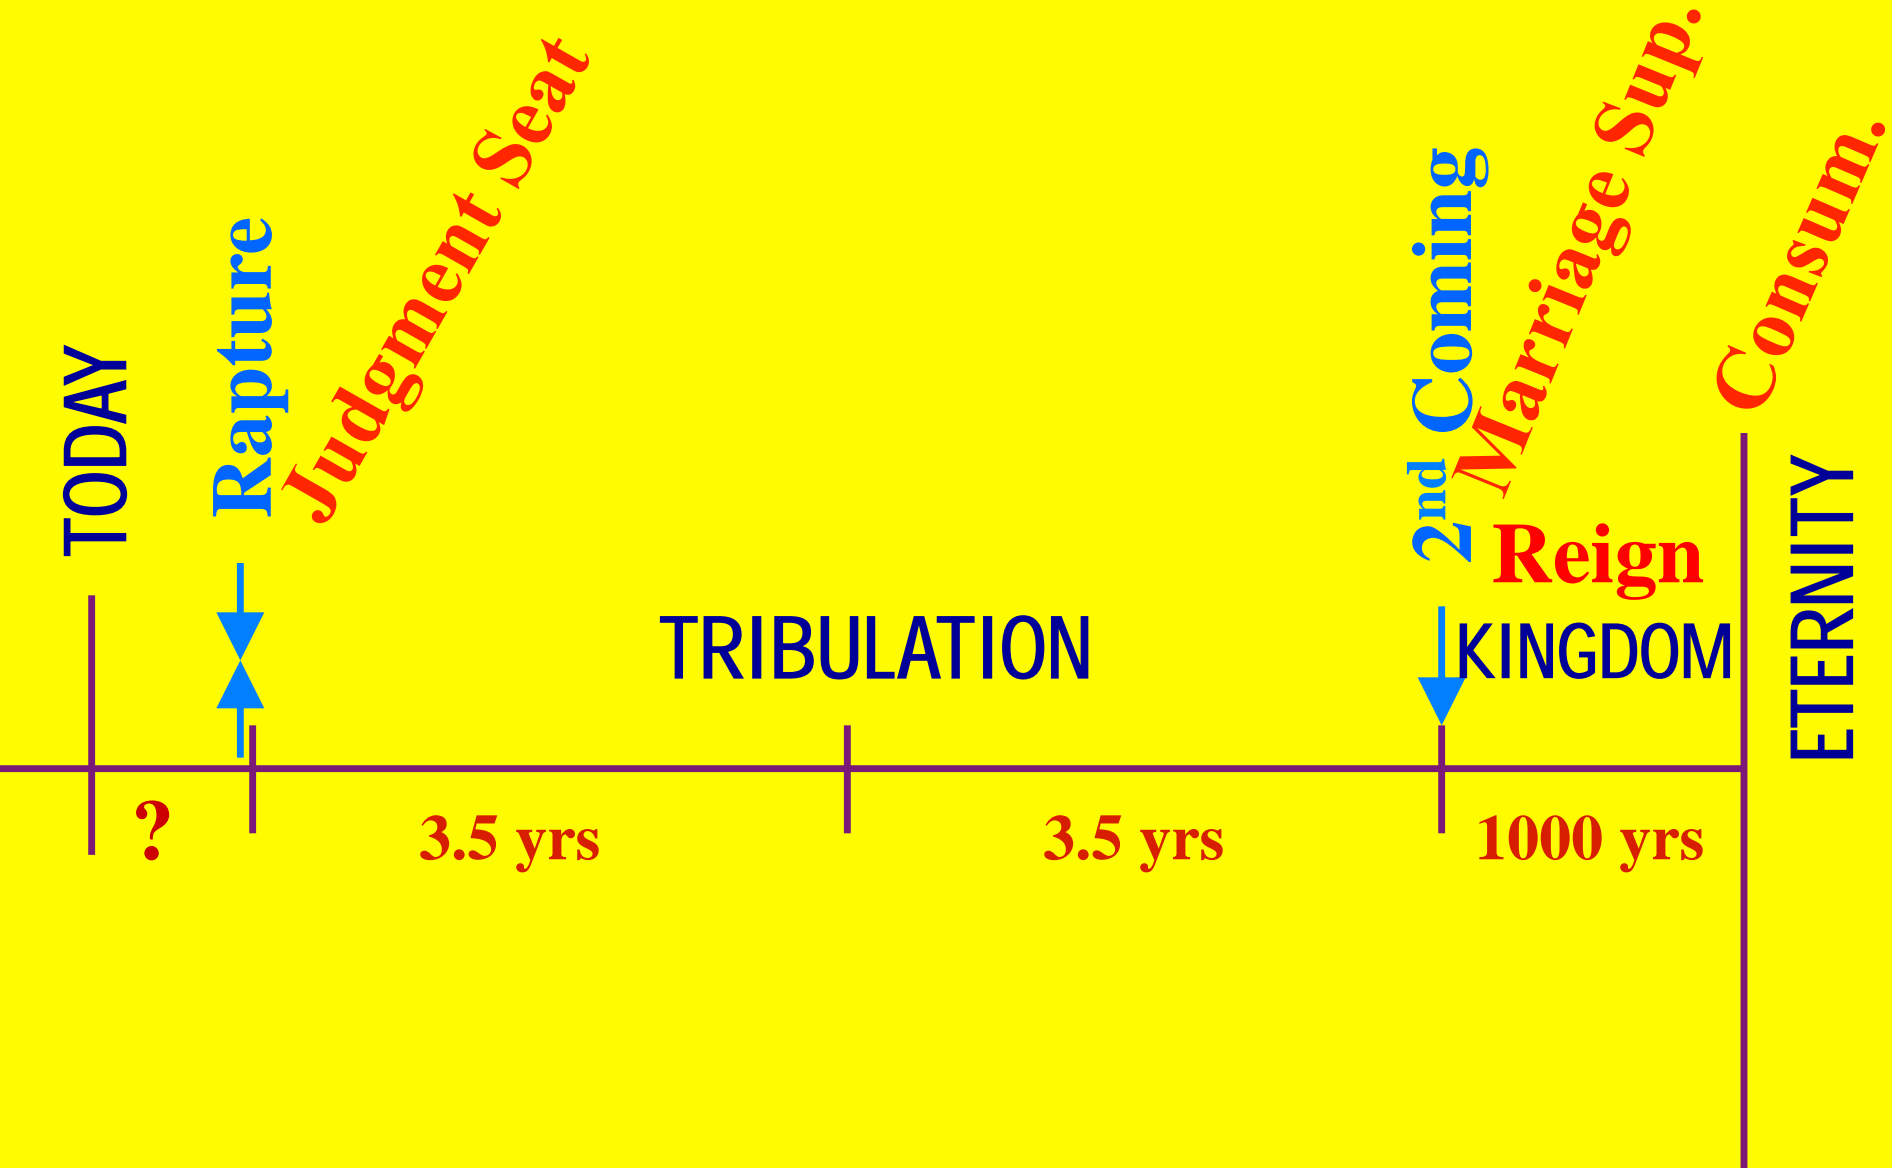 TODAY
Rapture
Judgment Seat
TRIBULATION
2nd Coming
Marriage Sup.
Reign
KINGDOM
Consum.
ETERNITY
?
3.5 yrs
3.5 yrs
1000 yrs